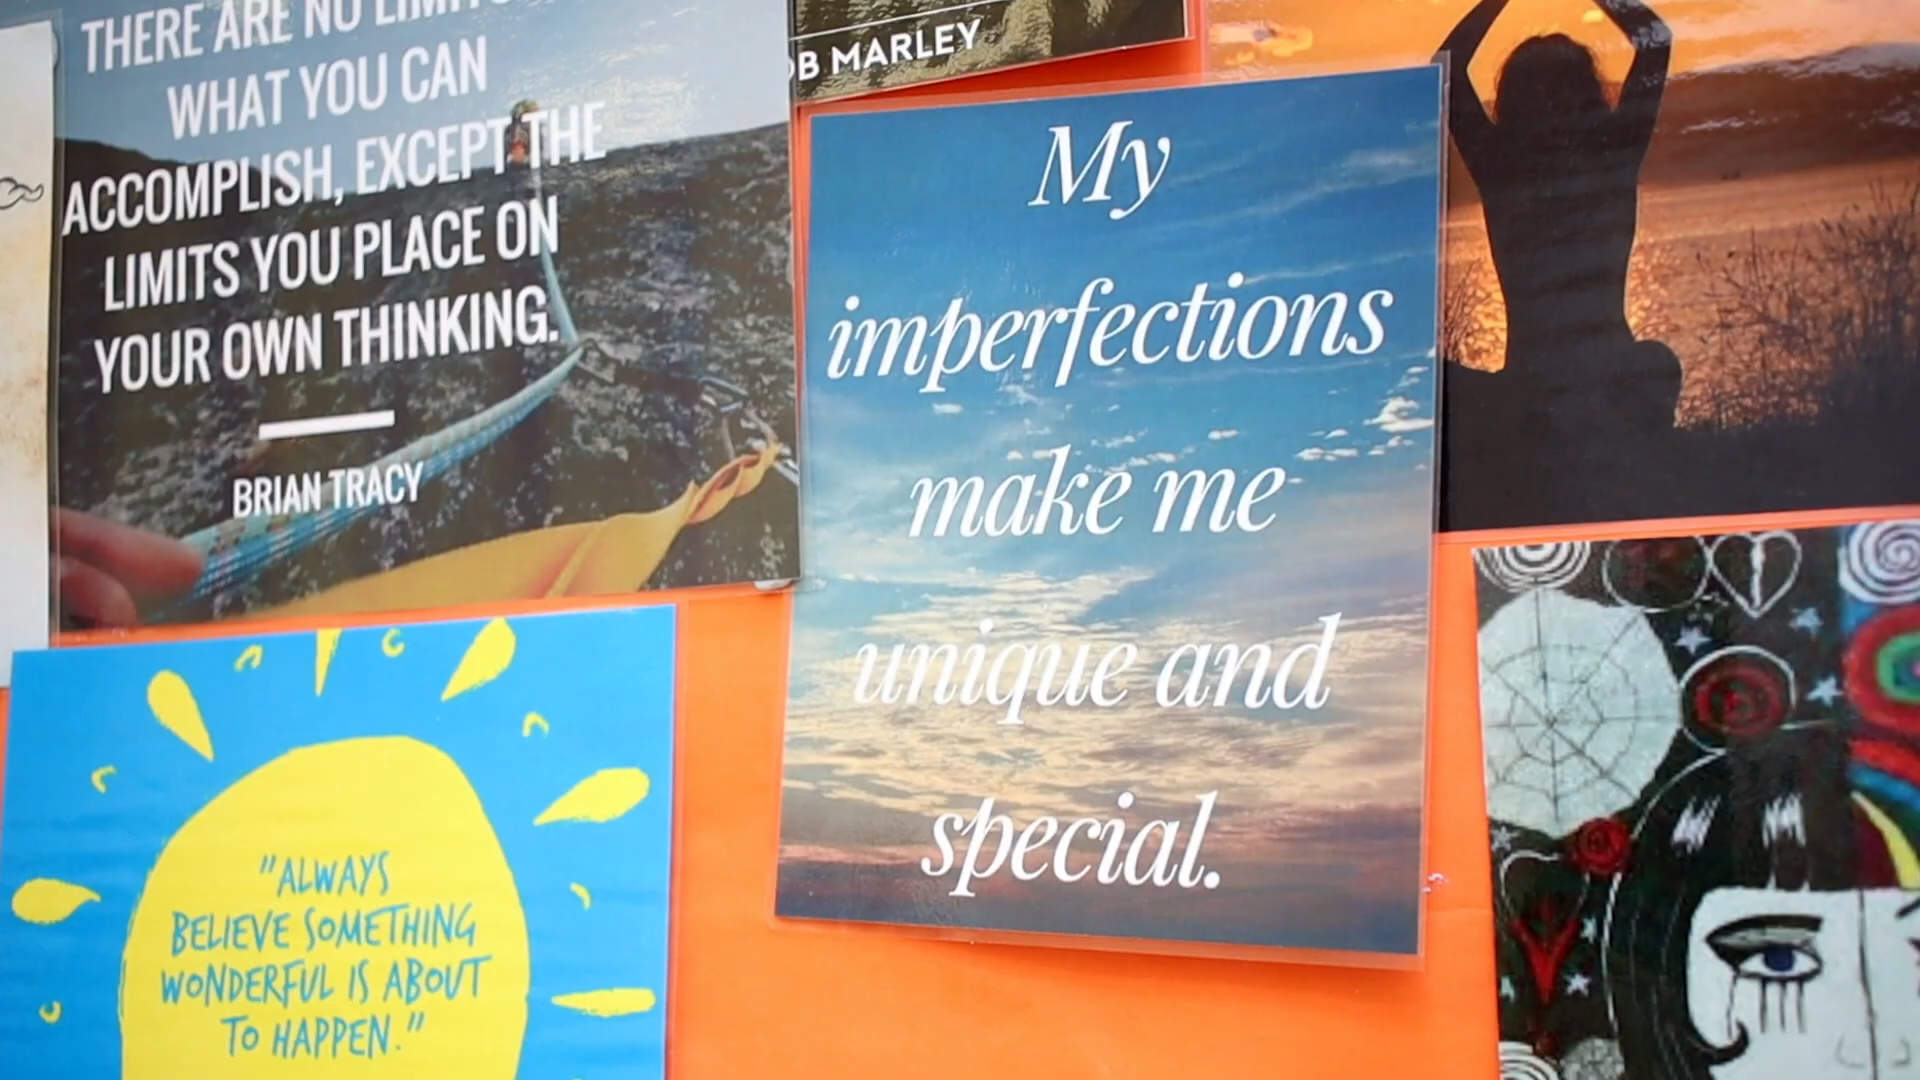 THERE ARE NO
WHAT YOU CAN
ACCOMPLISH, EXCEPT THE
LIMITS YOU PLACE ON
YOUR OWN THINKING.
BRIAN TRACY
MARLEY
My
imperfections
make me
unique and
special.
"ALWAYS
BELIEVE SOMETHING
WONDERFUL IS ABOUT
TO HAPPEN."